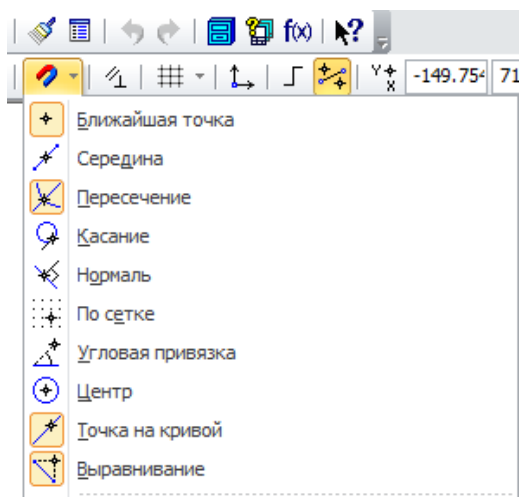 f(x) ?
Y X -149.754 71
Ближайшая точка
Середина
Пересечение
Касание
Нормаль
По сетке
Угловая привязка
Центр
Точка на кривой
Выравнивание